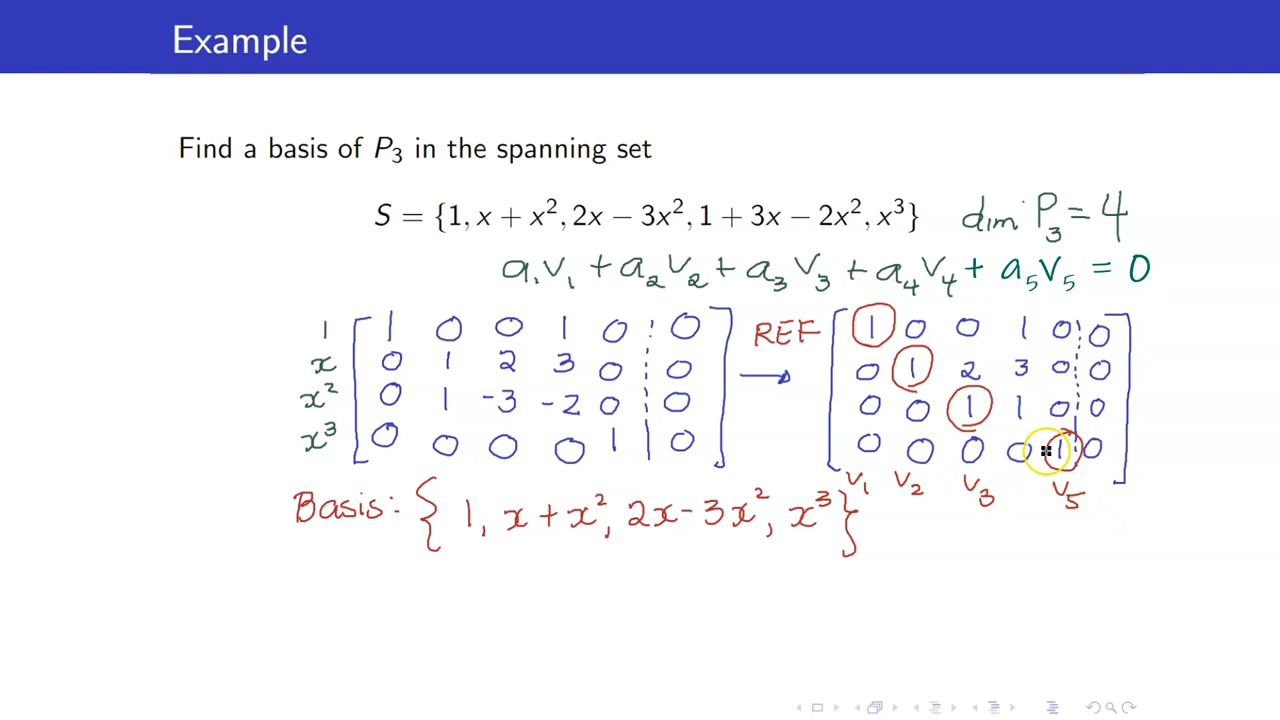 Example
Find a basis of P₃ in the spanning set
S = {1, x + x², 2x − 3x², 1 + 3x − 2x², x³} dim P₃ = 4
a₁v₁ + a₂v₂ + a₃v₃ + a₄v₄ + a₅v₅ = 0
1 [ 1 0 0 1 0 ¦ 0 ] REF [ 1 0 0 1 0 ¦ 0 ]
x [ 0 1 2 3 0 ¦ 0 ] → [ 0 1 2 3 0 ¦ 0 ]
x² [ 0 1 -3 -2 0 ¦ 0 ] [ 0 0 1 1 0 ¦ 0 ]
x³ [ 0 0 0 0 1 | 0 ] [ 0 0 0 0 1 ¦ 0 ]
v₁ v₂ v₃ v₅
Basis: { 1, x + x², 2x - 3x², x³ }